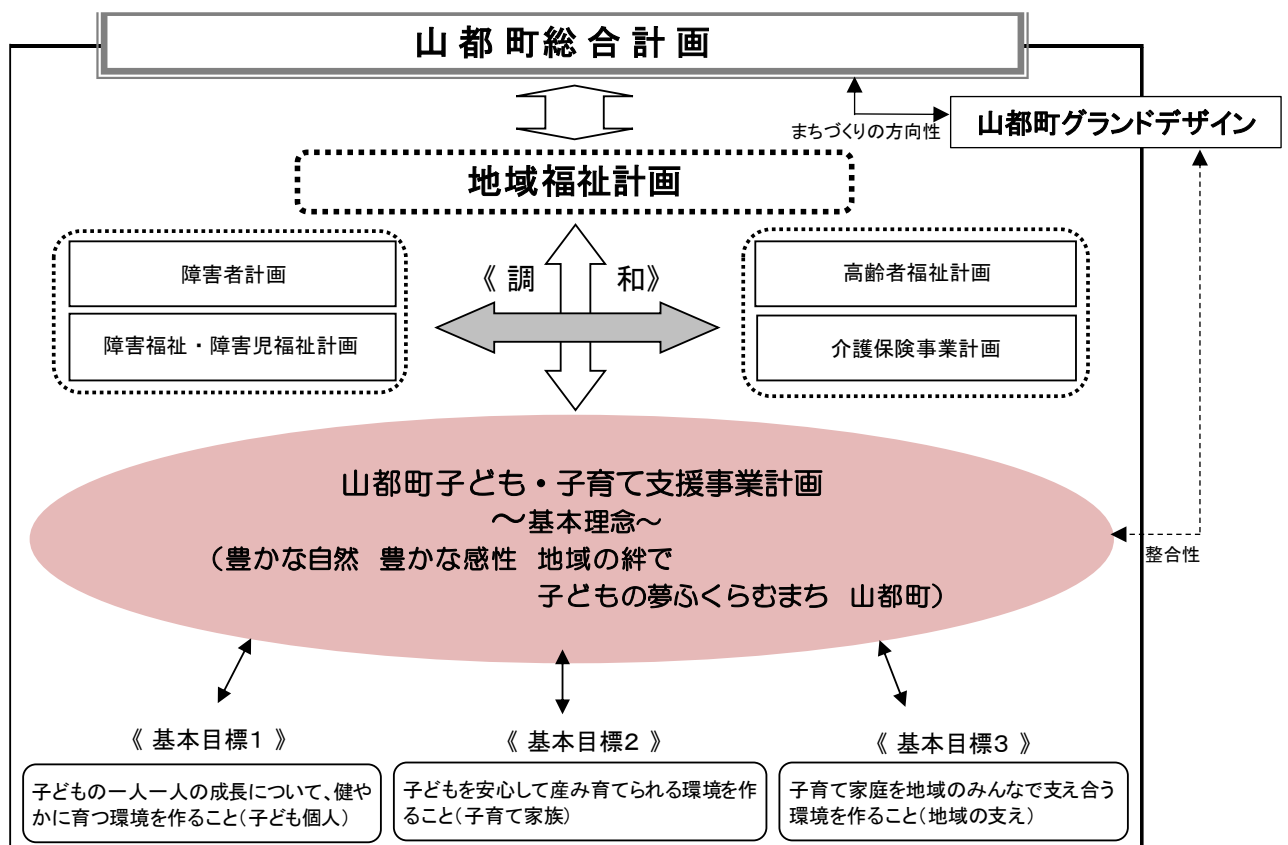 山都町総合計画
まちづくりの方向性
山都町グランドデザイン
地域福祉計画
障害者計画
障害福祉・障害児福祉計画
《 調 和》
高齢者福祉計画
介護保険事業計画
山都町子ども・子育て支援事業計画
～基本理念～
（豊かな自然 豊かな感性 地域の絆で
子どもの夢ふくらむまち 山都町）
整合性
《 基本目標１ 》
子どもの一人一人の成長について、健や
かに育つ環境を作ること（子ども個人）
《 基本目標２ 》
子どもを安心して産み育てられる環境を作
ること（子育て家族）
《 基本目標３ 》
子育て家庭を地域のみんなで支え合う
環境を作ること（地域の支え）